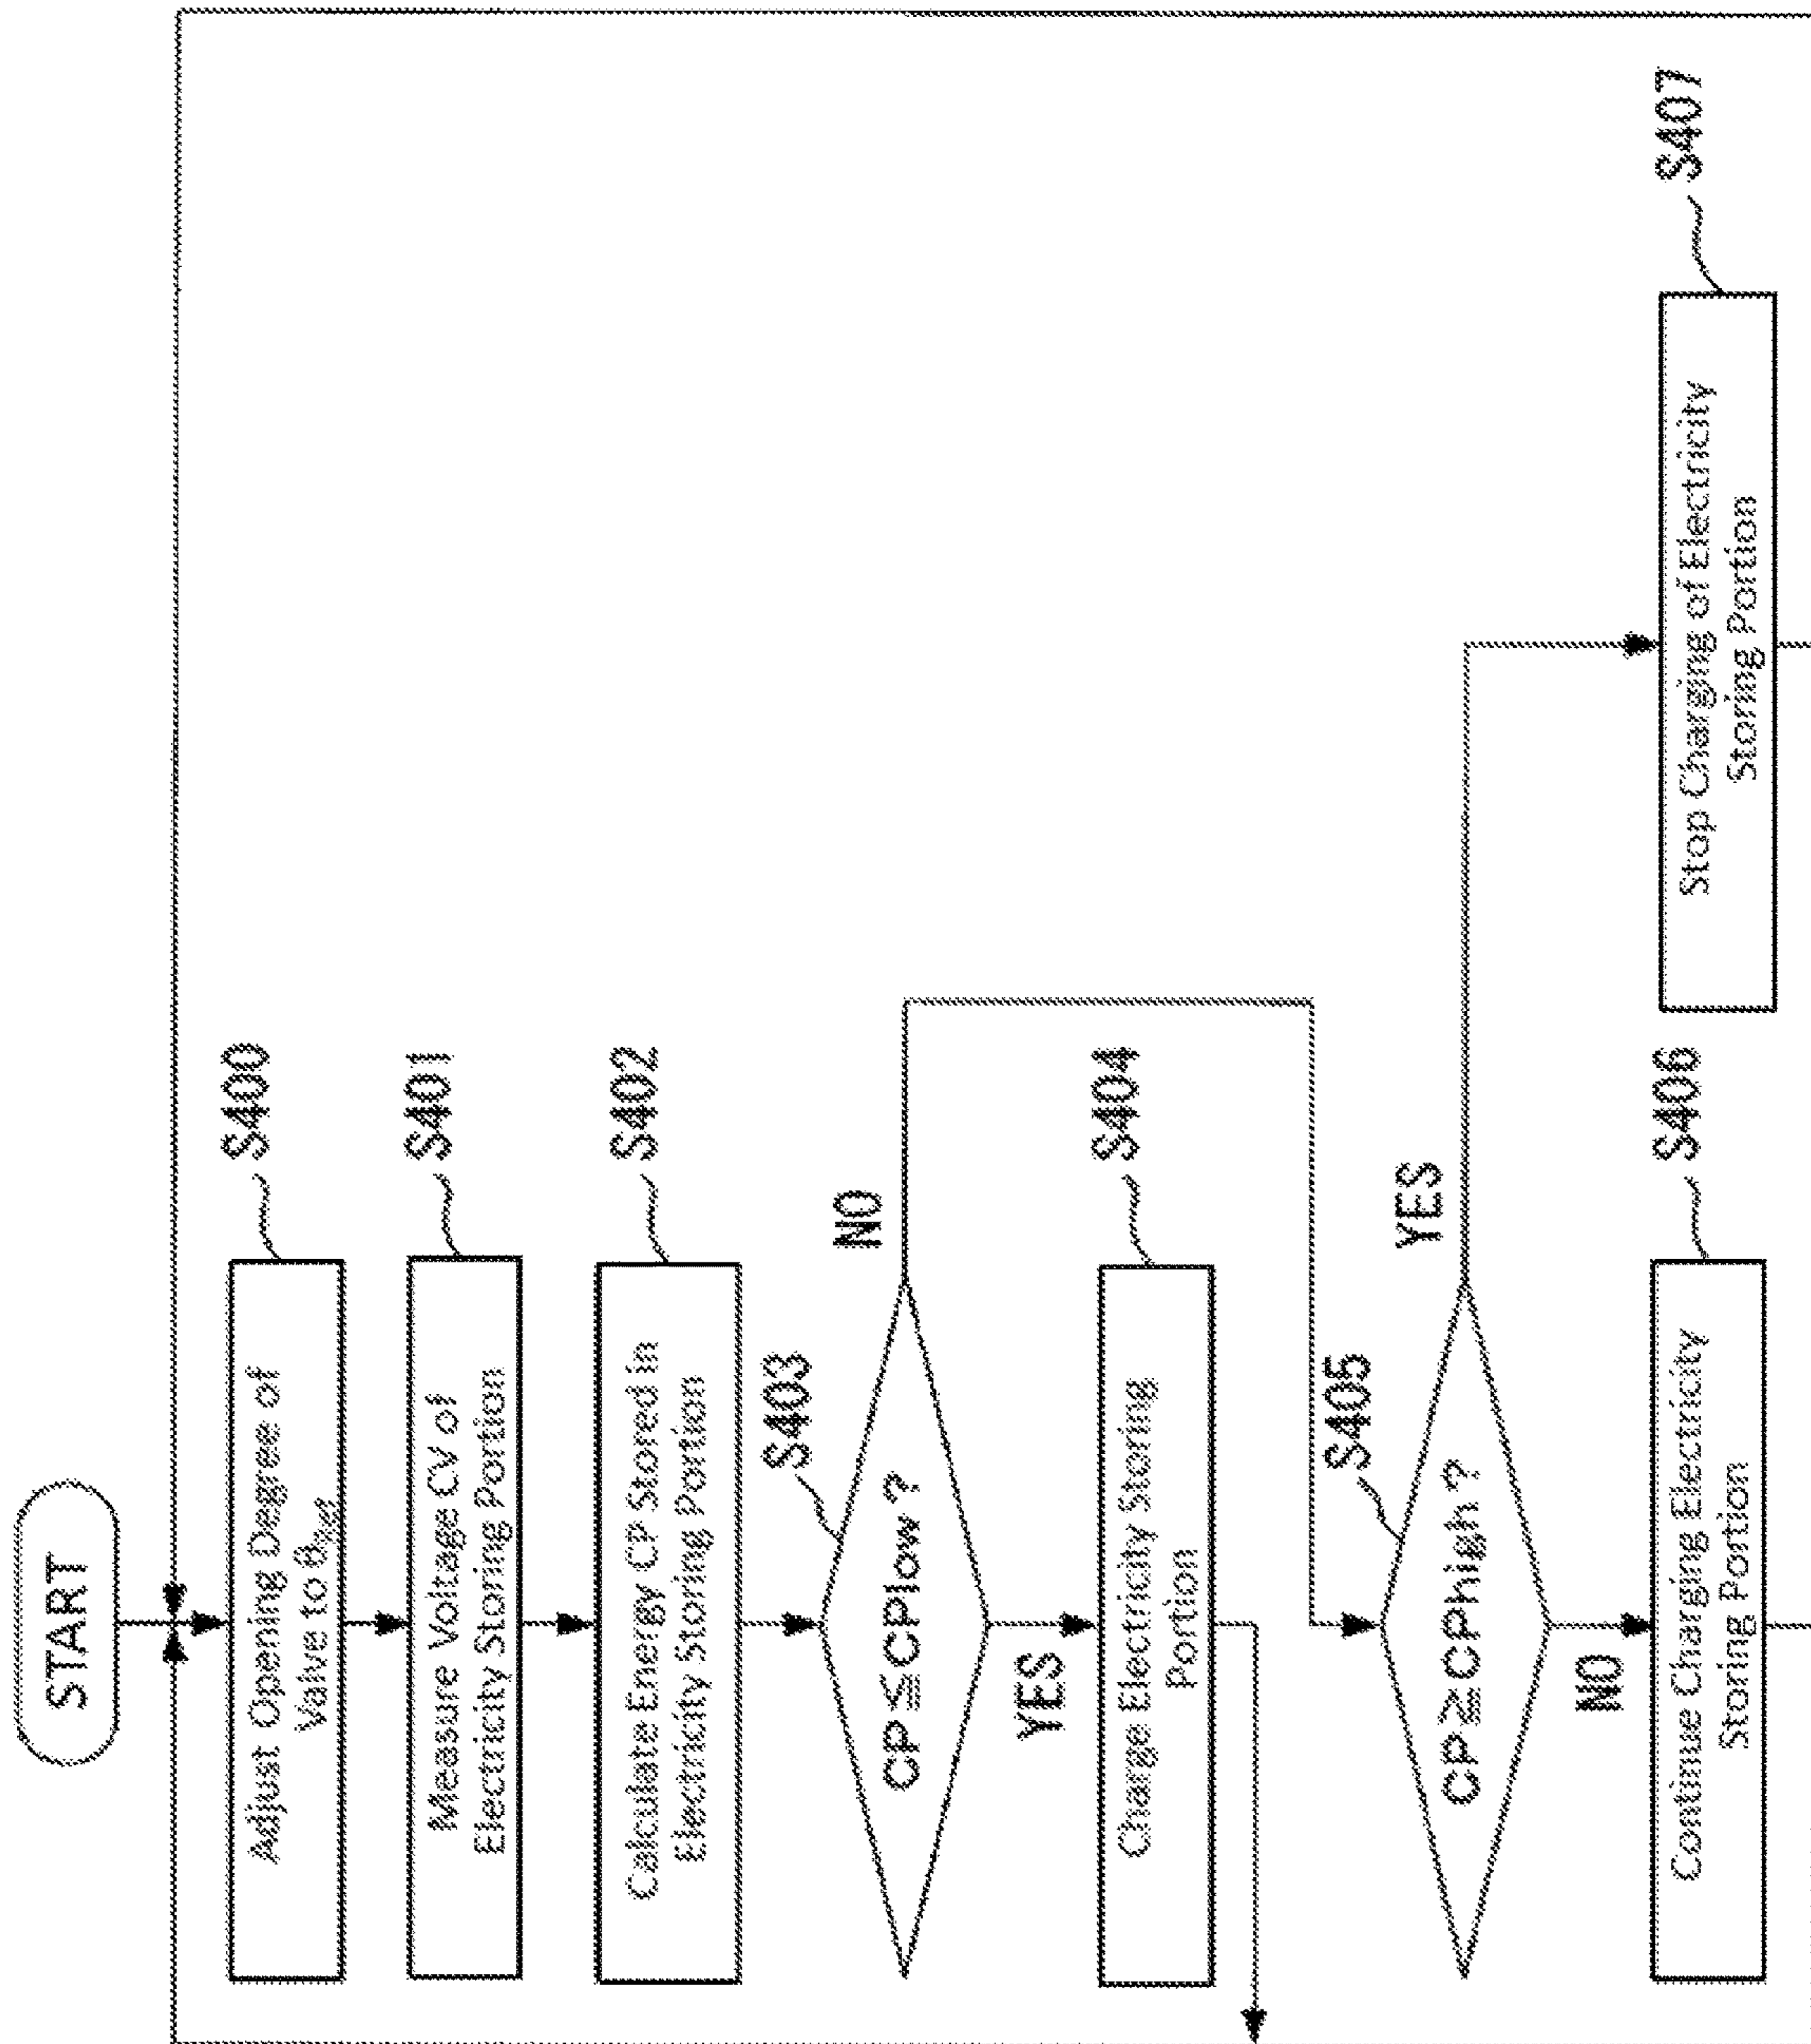 START
Adjust Opening Degree of
Valve to θref
S400
Measure Voltage CV of
Electricity Storing Portion
S401
Calculate Energy CP Stored in
Electricity Storing Portion
S402
CP≦CPlow ?
S403
NO
YES
Charge Electricity Storing
Portion
S404
CP≧CPhigh ?
S405
YES
NO
Continue Charging Electricity
Storing Portion
S406
Stop Charging of Electricity
Storing Portion
S407